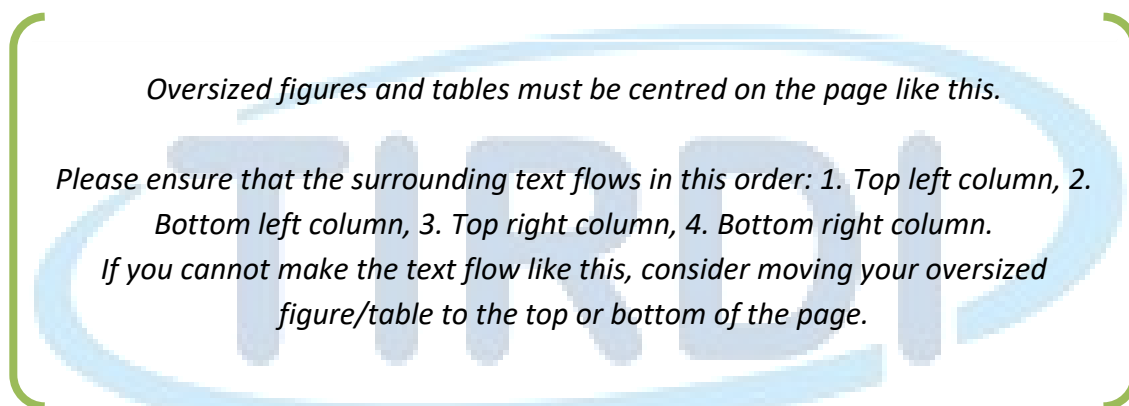 Oversized figures and tables must be centred on the page like this.
Please ensure that the surrounding text flows in this order: 1. Top left column, 2.
Bottom left column, 3. Top right column, 4. Bottom right column.
If you cannot make the text flow like this, consider moving your oversized
figure/table to the top or bottom of the page.
TIRDI